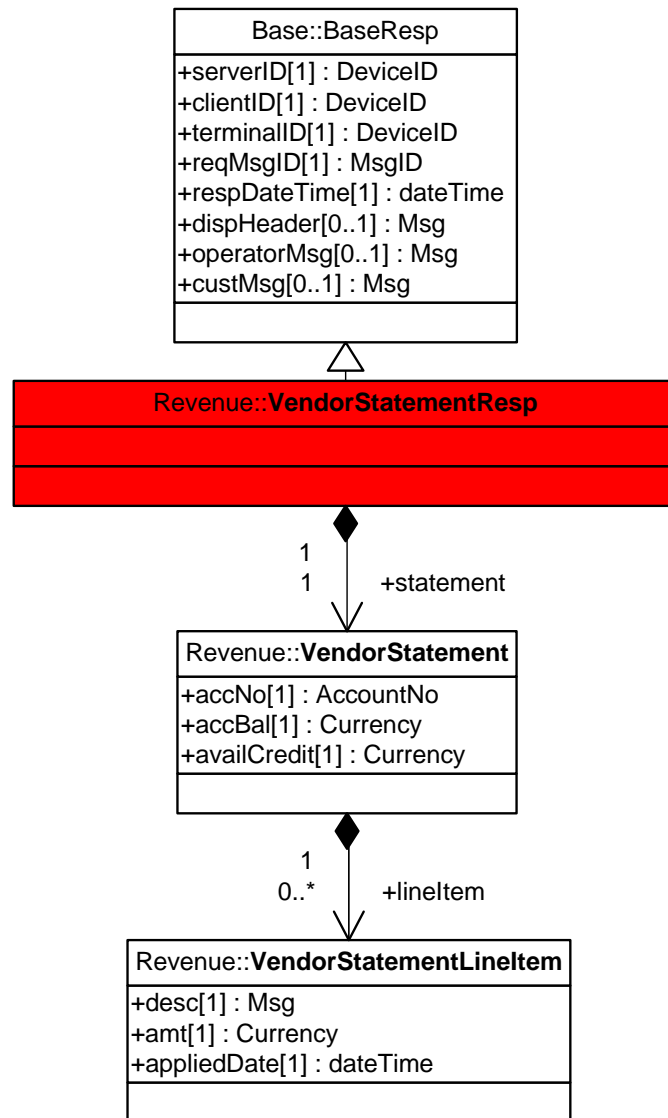 Base::BaseResp
+serverID[1] : DeviceID
+clientID[1] : DeviceID
+terminalID[1] : DeviceID
+reqMsgID[1] : MsgID
+respDateTime[1] : dateTime
+dispHeader[0..1] : Msg
+operatorMsg[0..1] : Msg
+custMsg[0..1] : Msg
Revenue::VendorStatementResp
1
1 +statement
Revenue::VendorStatement
+accNo[1] : AccountNo
+accBal[1] : Currency
+availCredit[1] : Currency
1
0..* +lineItem
Revenue::VendorStatementLineItem
+desc[1] : Msg
+amt[1] : Currency
+appliedDate[1] : dateTime